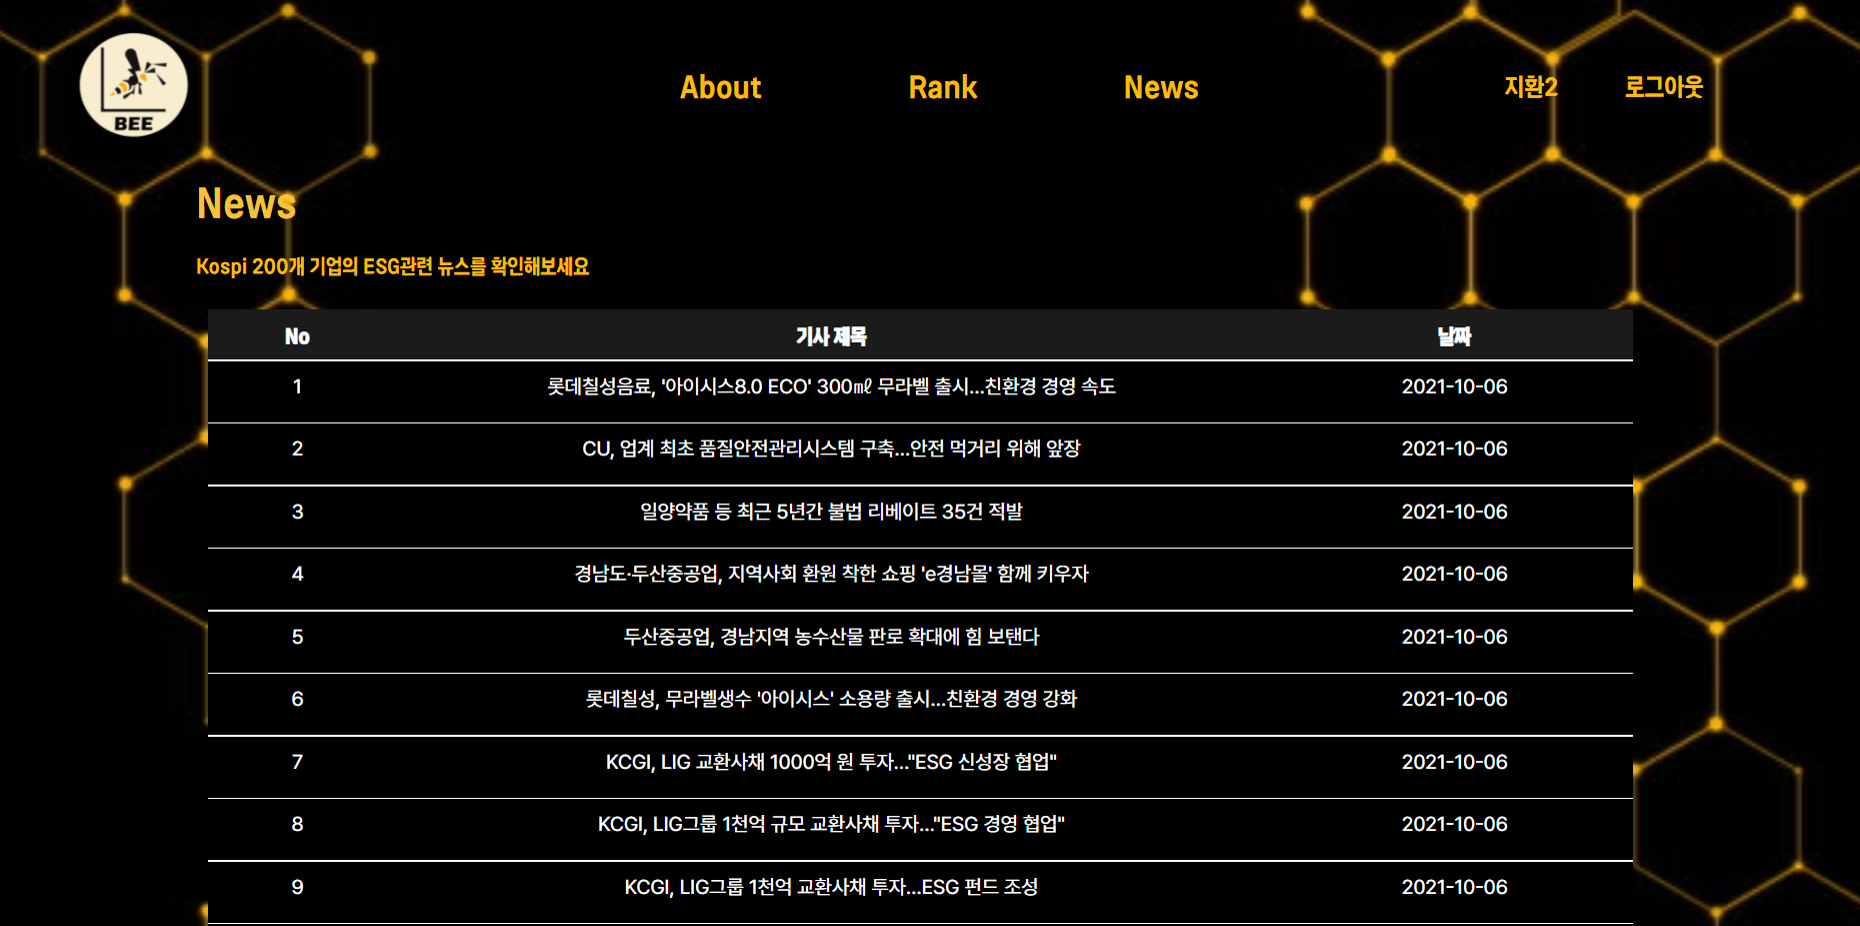 BEE
About Rank News 지환2 로그아웃
News
Kospi 200개 기업의 ESG관련 뉴스를 확인해보세요
No 기사 제목 날짜
1 롯데칠성음료, '아이시스8.0 ECO' 300㎖ 무라벨 출시...친환경 경영 속도 2021-10-06
2 CU, 업계 최초 품질안전관리시스템 구축...안전 먹거리 위해 앞장 2021-10-06
3 일양약품 등 최근 5년간 불법 리베이트 35건 적발 2021-10-06
4 경남도·두산중공업, 지역사회 환원 착한 쇼핑 'e경남몰' 함께 키우자 2021-10-06
5 두산중공업, 경남지역 농수산물 판로 확대에 힘 보탠다 2021-10-06
6 롯데칠성, 무라벨생수 '아이시스' 소용량 출시...친환경 경영 강화 2021-10-06
7 KCGI, LIG 교환사채 1000억 원 투자..."ESG 신성장 협업" 2021-10-06
8 KCGI, LIG그룹 1천억 규모 교환사채 투자..."ESG 경영 협업" 2021-10-06
9 KCGI, LIG그룹 1천억 교환사채 투자...ESG 펀드 조성 2021-10-06